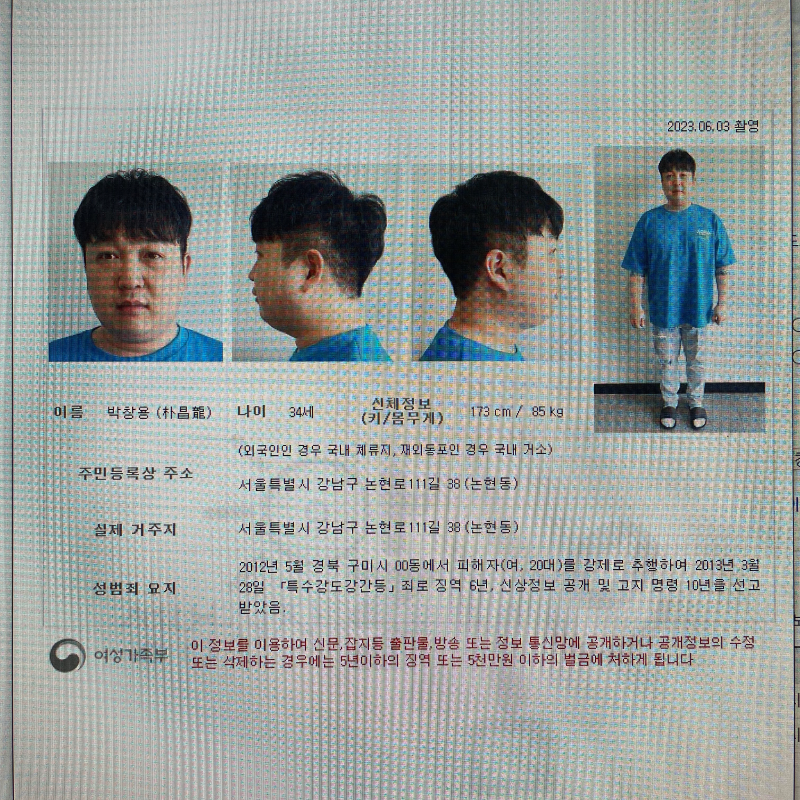 2023.06.03 촬영
이름 박창용 (朴昌龍) 나이 34세 신체정보 (키/몸무게) 173 cm / 85 kg
(외국인인 경우 국내 체류지, 재외동포인 경우 국내 거소)
주민등록상 주소
서울특별시 강남구 논현로111길 38 (논현동)
실제 거주지 서울특별시 강남구 논현로111길 38 (논현동)
성범죄 요지
2012년 5월 경북 구미시 00동에서 피해자(여, 20대)를 강제로 추행하여 2013년 3월
28일 「특수강도강간등」 죄로 징역 6년, 신상정보 공개 및 고지 명령 10년을 선고
받았음.
여성가족부
이 정보를 이용하여 신문,잡지등 출판물,방송 또는 정보 통신망에 공개하거나 공개정보의 수정
또는 삭제하는 경우에는 5년이하의 징역 또는 5천만원 이하의 벌금에 처하게 됩니다